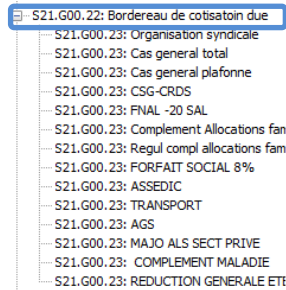 S21.G00.22: Bordereau de cotisatoin due
S21.G00.23: Organisation syndicale
S21.G00.23: Cas general total
S21.G00.23: Cas general plafonne
S21.G00.23: CSG-CRDS
S21.G00.23: FNAL -20 SAL
S21.G00.23: Complement Allocations fam
S21.G00.23: Regul compl allocations fam
S21.G00.23: FORFAIT SOCIAL 8%
S21.G00.23: ASSEDIC
S21.G00.23: TRANSPORT
S21.G00.23: AGS
S21.G00.23: MAJO ALS SECT PRIVE
S21.G00.23: COMPLEMENT MALADIE
S21.G00.23: REDUCTION GENERALE ETE